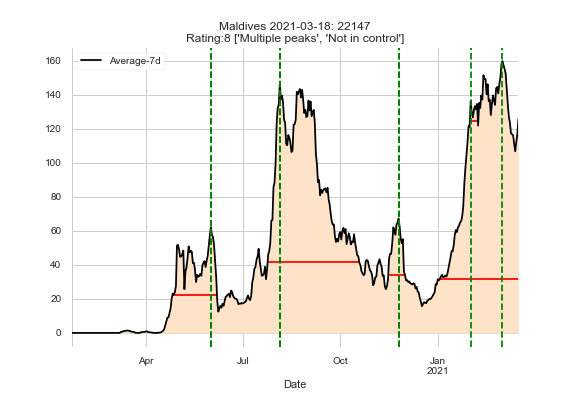 Maldives 2021-03-18: 22147
Rating:8 ['Multiple peaks', 'Not in control']
Average-7d
160
140
120
100
80
60
40
20
0
Apr
Jul
Oct
Jan
2021
Date